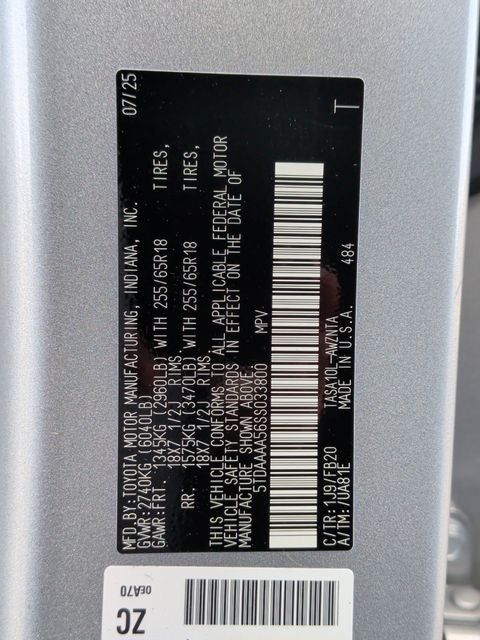 MFD.BY:TOYOTA MOTOR MANUFACTURING, INDIANA, INC. 07/25
GVWR:2740KG (6040LB)
GAWR:FRT. 1345KG (2960LB) WITH 255/65R18 TIRES,
18X7 1/2J RIMS.
RR. 1575KG (3470LB) WITH 255/65R18 TIRES,
18X7 1/2J RIMS.
THIS VEHICLE CONFORMS TO ALL APPLICABLE FEDERAL MOTOR
VEHICLE SAFETY STANDARDS IN EFFECT ON THE DATE OF
MANUFACTURE SHOWN ABOVE.
5TDAAAA56SS033800 MPV
C/TR:1J9/FB20 TASA10L-AWZNTA 484
A/TM:7UA81E MADE IN U.S.A. T
0EA70
ZC